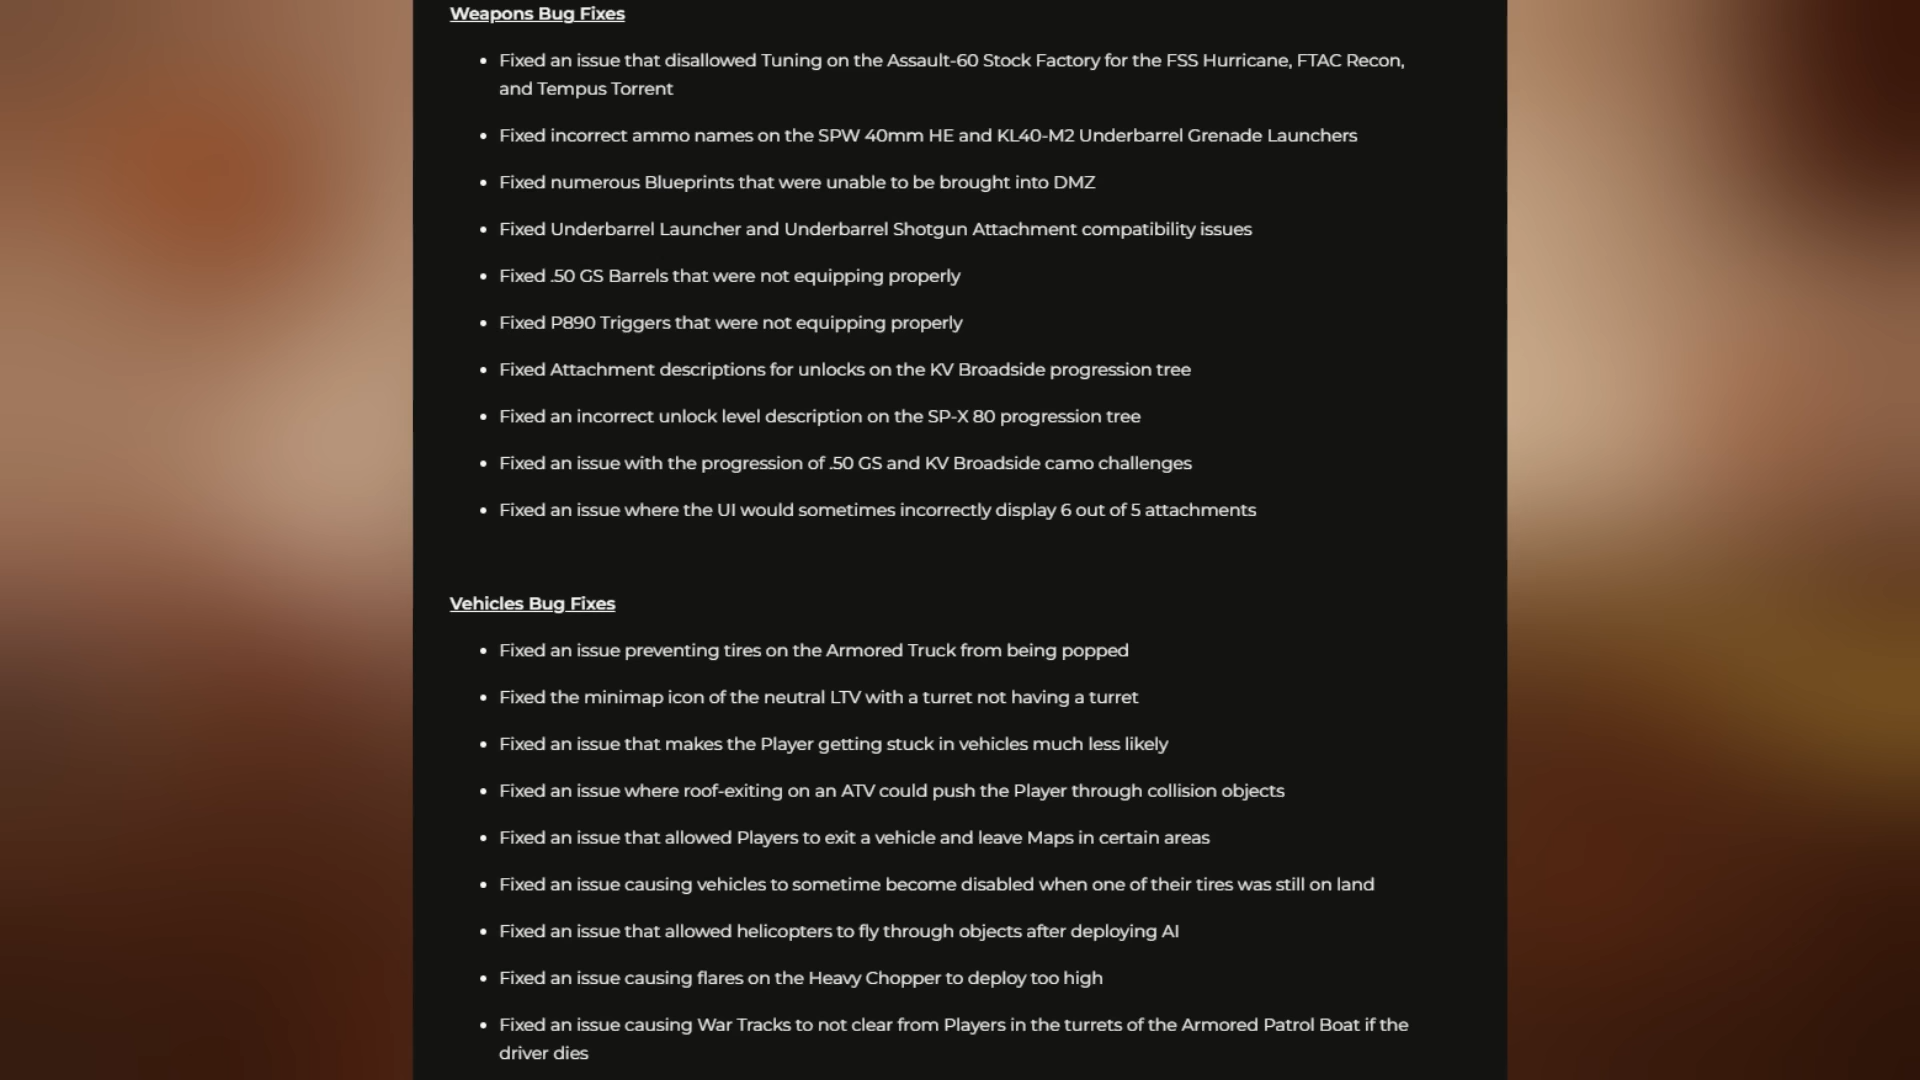 Weapons Bug Fixes
• Fixed an issue that disallowed Tuning on the Assault-60 Stock Factory for the FSS Hurricane, FTAC Recon,
and Tempus Torrent
• Fixed incorrect ammo names on the SPW 40mm HE and KL40-M2 Underbarrel Grenade Launchers
• Fixed numerous Blueprints that were unable to be brought into DMZ
• Fixed Underbarrel Launcher and Underbarrel Shotgun Attachment compatibility issues
• Fixed .50 GS Barrels that were not equipping properly
• Fixed P890 Triggers that were not equipping properly
• Fixed Attachment descriptions for unlocks on the KV Broadside progression tree
• Fixed an incorrect unlock level description on the SP-X 80 progression tree
• Fixed an issue with the progression of .50 GS and KV Broadside camo challenges
• Fixed an issue where the UI would sometimes incorrectly display 6 out of 5 attachments
Vehicles Bug Fixes
• Fixed an issue preventing tires on the Armored Truck from being popped
• Fixed the minimap icon of the neutral LTV with a turret not having a turret
• Fixed an issue that makes the Player getting stuck in vehicles much less likely
• Fixed an issue where roof-exiting on an ATV could push the Player through collision objects
• Fixed an issue that allowed Players to exit a vehicle and leave Maps in certain areas
• Fixed an issue causing vehicles to sometime become disabled when one of their tires was still on land
• Fixed an issue that allowed helicopters to fly through objects after deploying AI
• Fixed an issue causing flares on the Heavy Chopper to deploy too high
• Fixed an issue causing War Tracks to not clear from Players in the turrets of the Armored Patrol Boat if the
driver dies